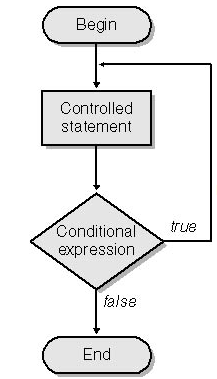 Begin
Controlled
statement
Conditional
expression
true
false
End